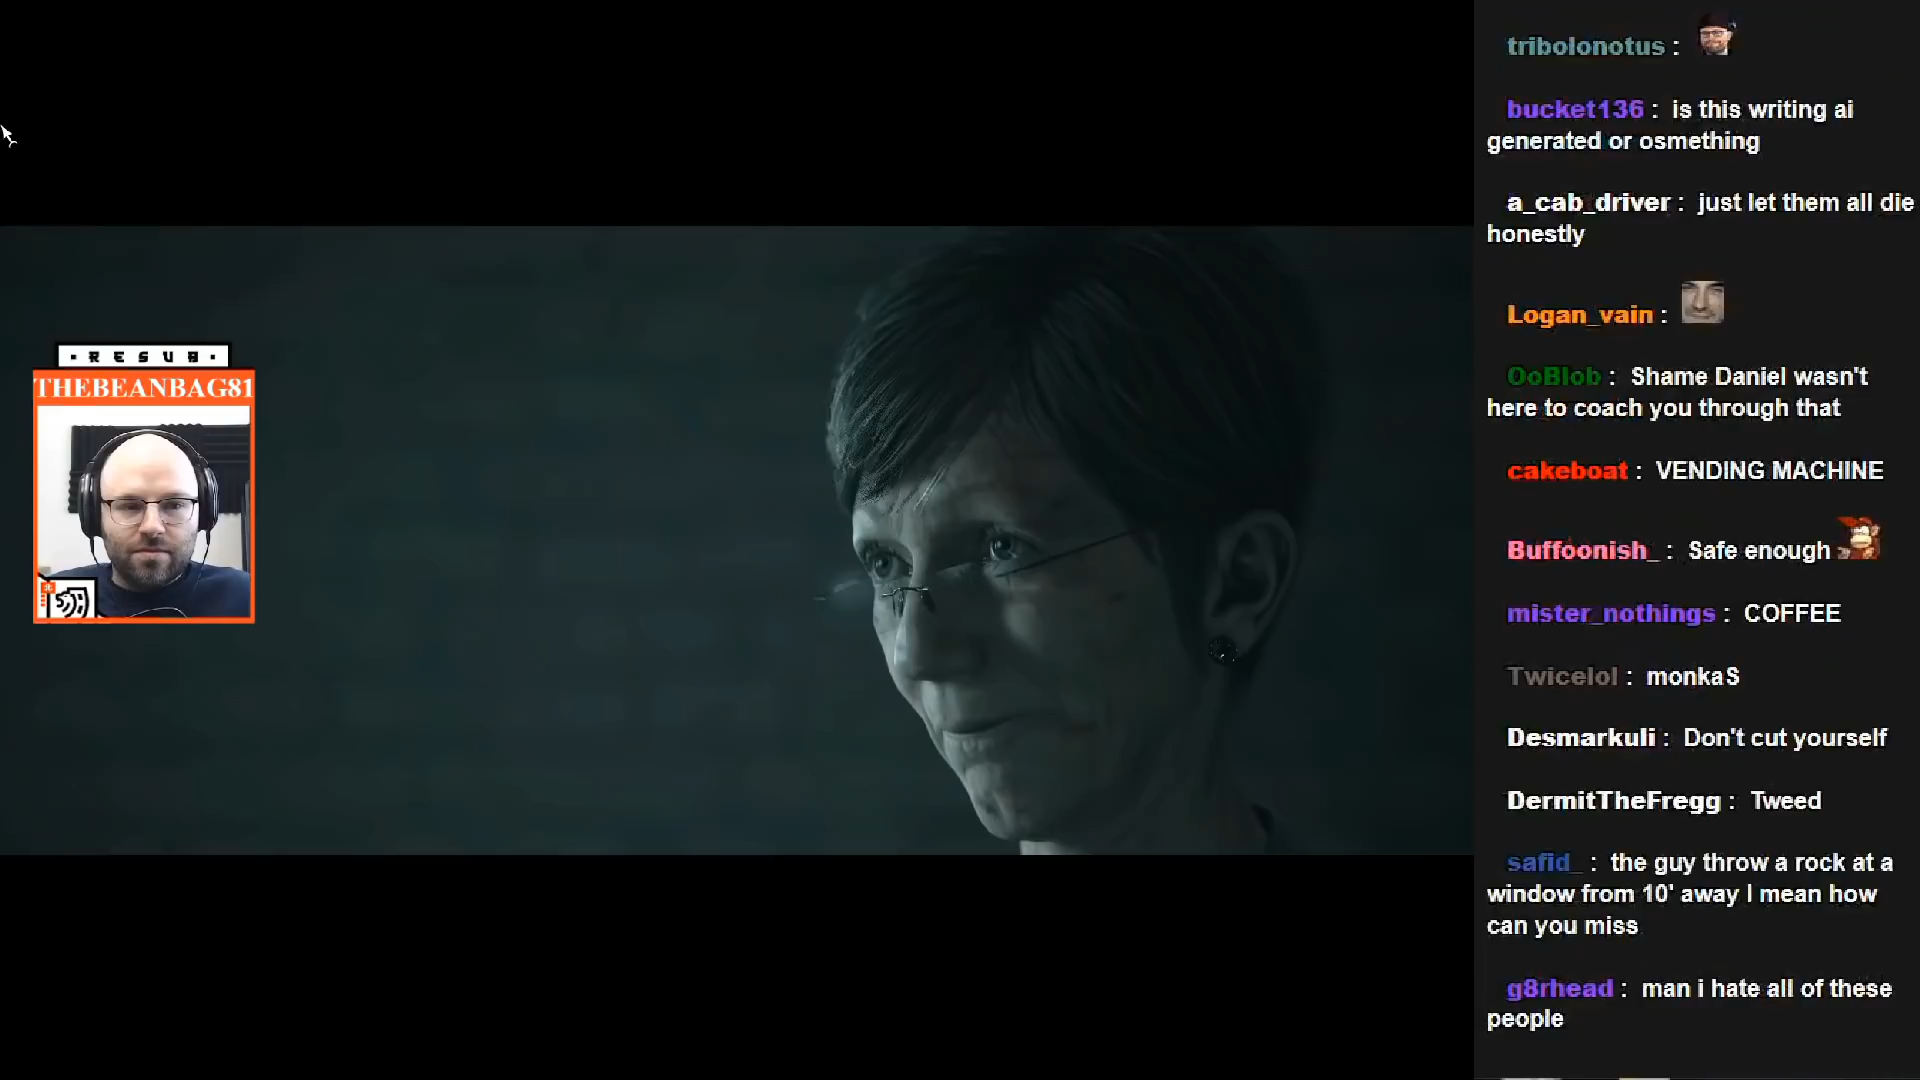 · R E S U B ·
THEBEANBAG81
tribolonotus :
bucket136 : is this writing ai
generated or osmething
a_cab_driver : just let them all die
honestly
Logan_vain :
OoBlob : Shame Daniel wasn't
here to coach you through that
cakeboat : VENDING MACHINE
Buffoonish_ : Safe enough
mister_nothings : COFFEE
Twicelol : monkaS
Desmarkuli : Don't cut yourself
DermitTheFregg : Tweed
safid_ : the guy throw a rock at a
window from 10' away I mean how
can you miss
g8rhead : man i hate all of these
people